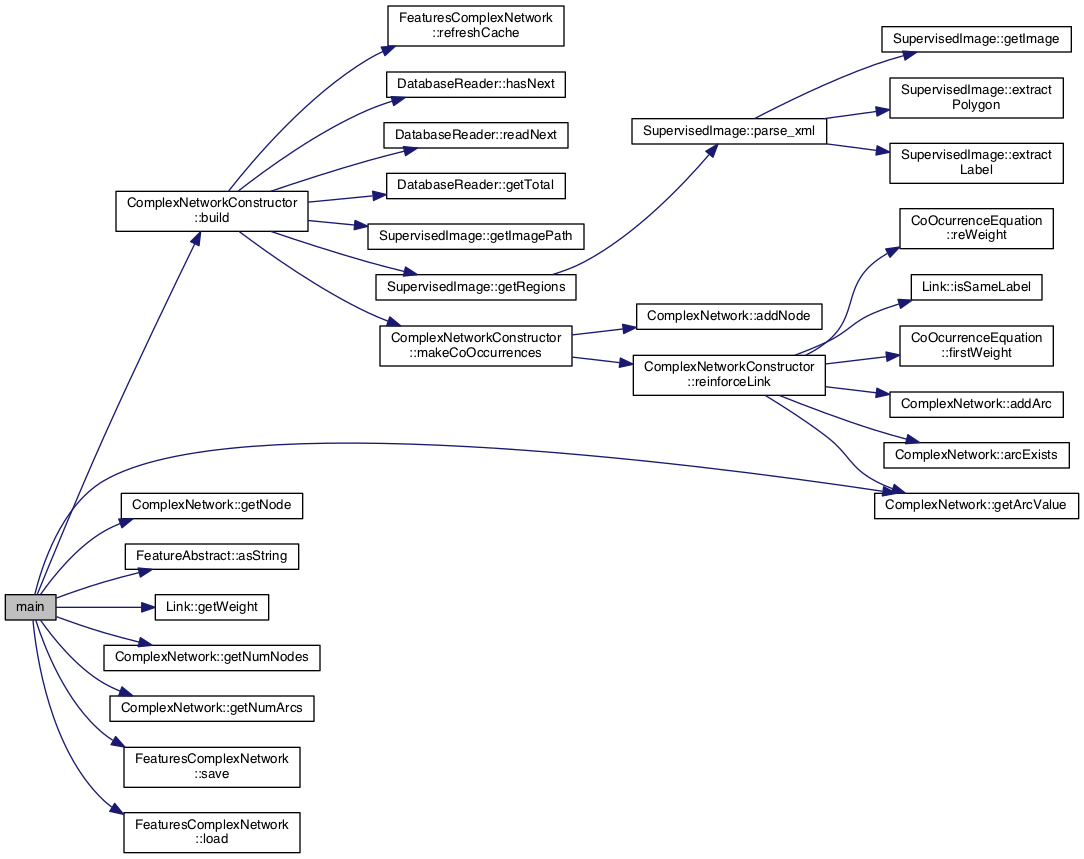 FeaturesComplexNetwork
::refreshCache
DatabaseReader::hasNext
DatabaseReader::readNext
DatabaseReader::getTotal
ComplexNetworkConstructor
::build
SupervisedImage::getImagePath
SupervisedImage::getRegions
ComplexNetworkConstructor
::makeCoOccurrences
SupervisedImage::parse_xml
SupervisedImage::getImage
SupervisedImage::extract
Polygon
SupervisedImage::extract
Label
ComplexNetwork::addNode
ComplexNetworkConstructor
::reinforceLink
CoOcurrenceEquation
::reWeight
Link::isSameLabel
CoOcurrenceEquation
::firstWeight
ComplexNetwork::addArc
ComplexNetwork::arcExists
ComplexNetwork::getArcValue
main
ComplexNetwork::getNode
FeatureAbstract::asString
Link::getWeight
ComplexNetwork::getNumNodes
ComplexNetwork::getNumArcs
FeaturesComplexNetwork
::save
FeaturesComplexNetwork
::load